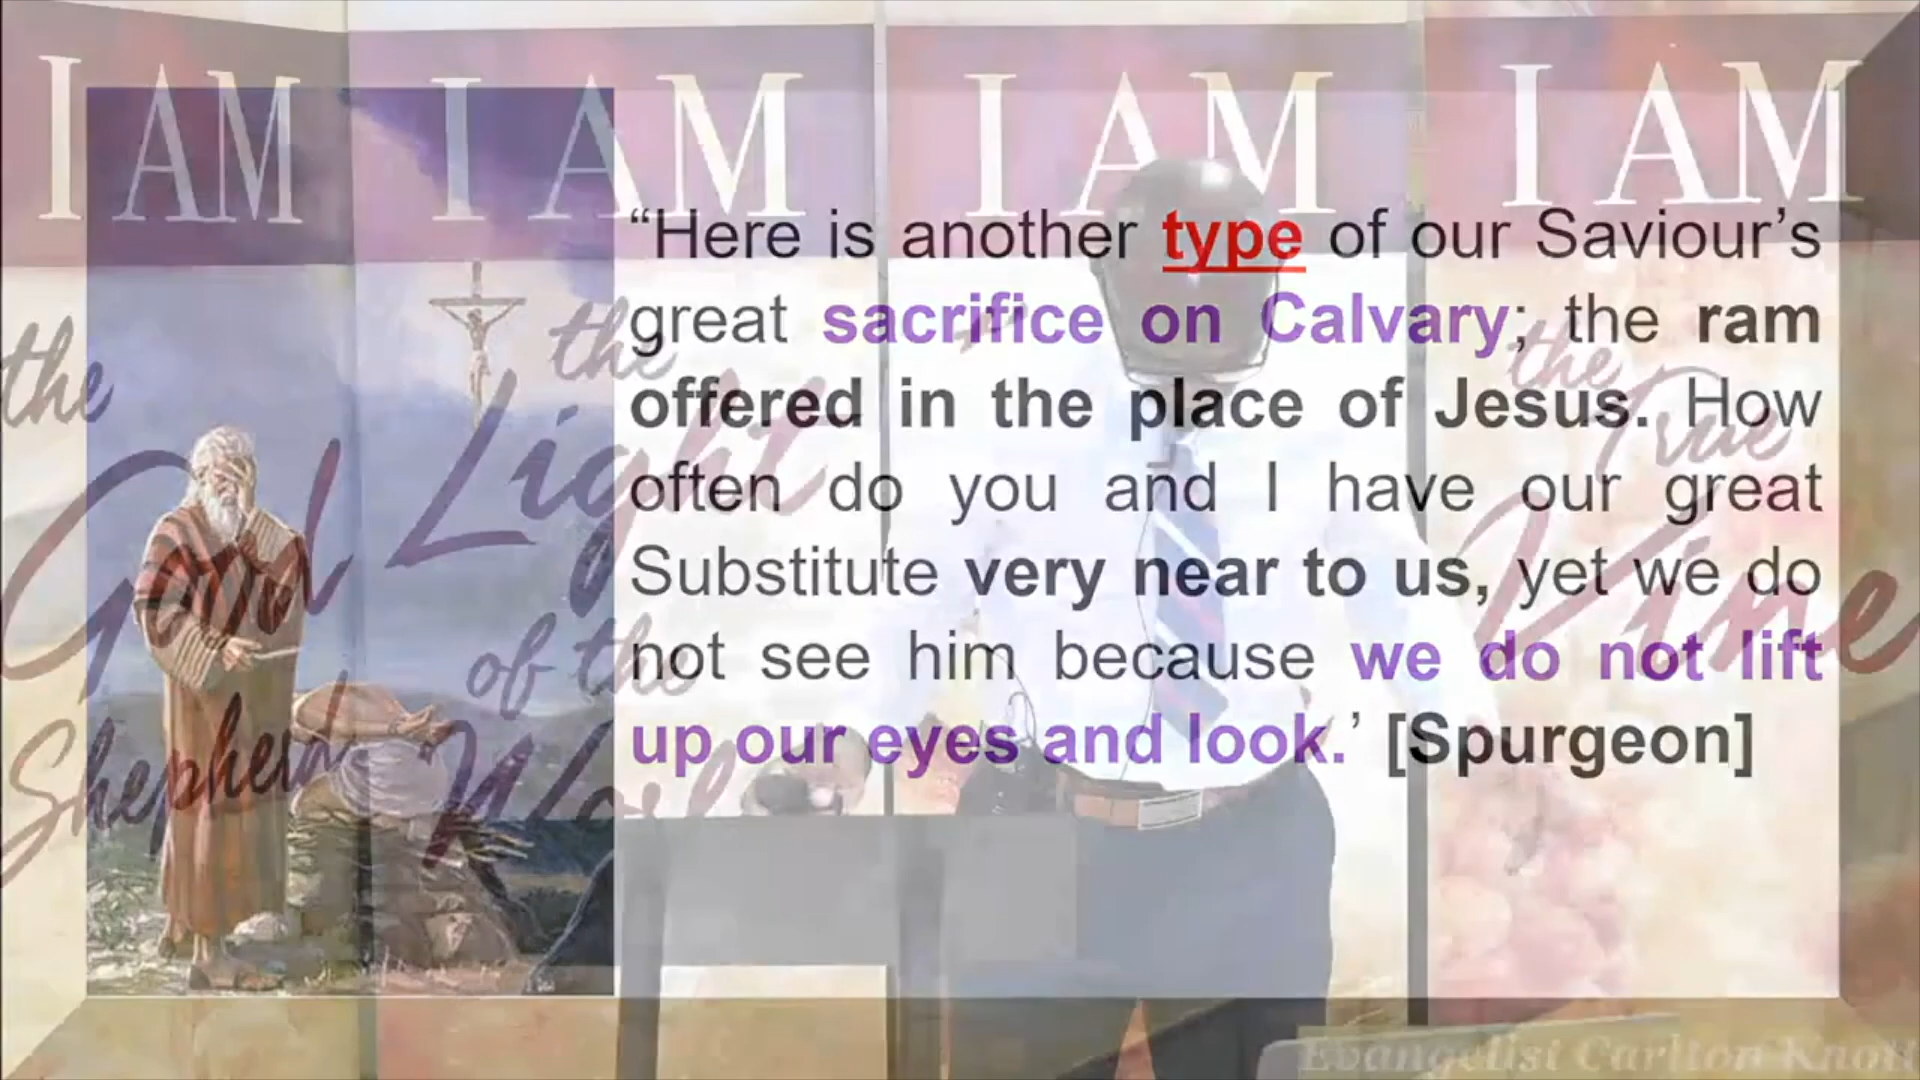 I AM I AM I AM I AM
“Here is another type of our Saviour’s
great sacrifice on Calvary; the ram
offered in the place of Jesus. How
often do you and I have our great
Substitute very near to us, yet we do
not see him because we do not lift
up our eyes and look.’ [Spurgeon]
the
Good
Shepherd
the
Light
of the
the
True
Vine
Evangelist Carlton Knott